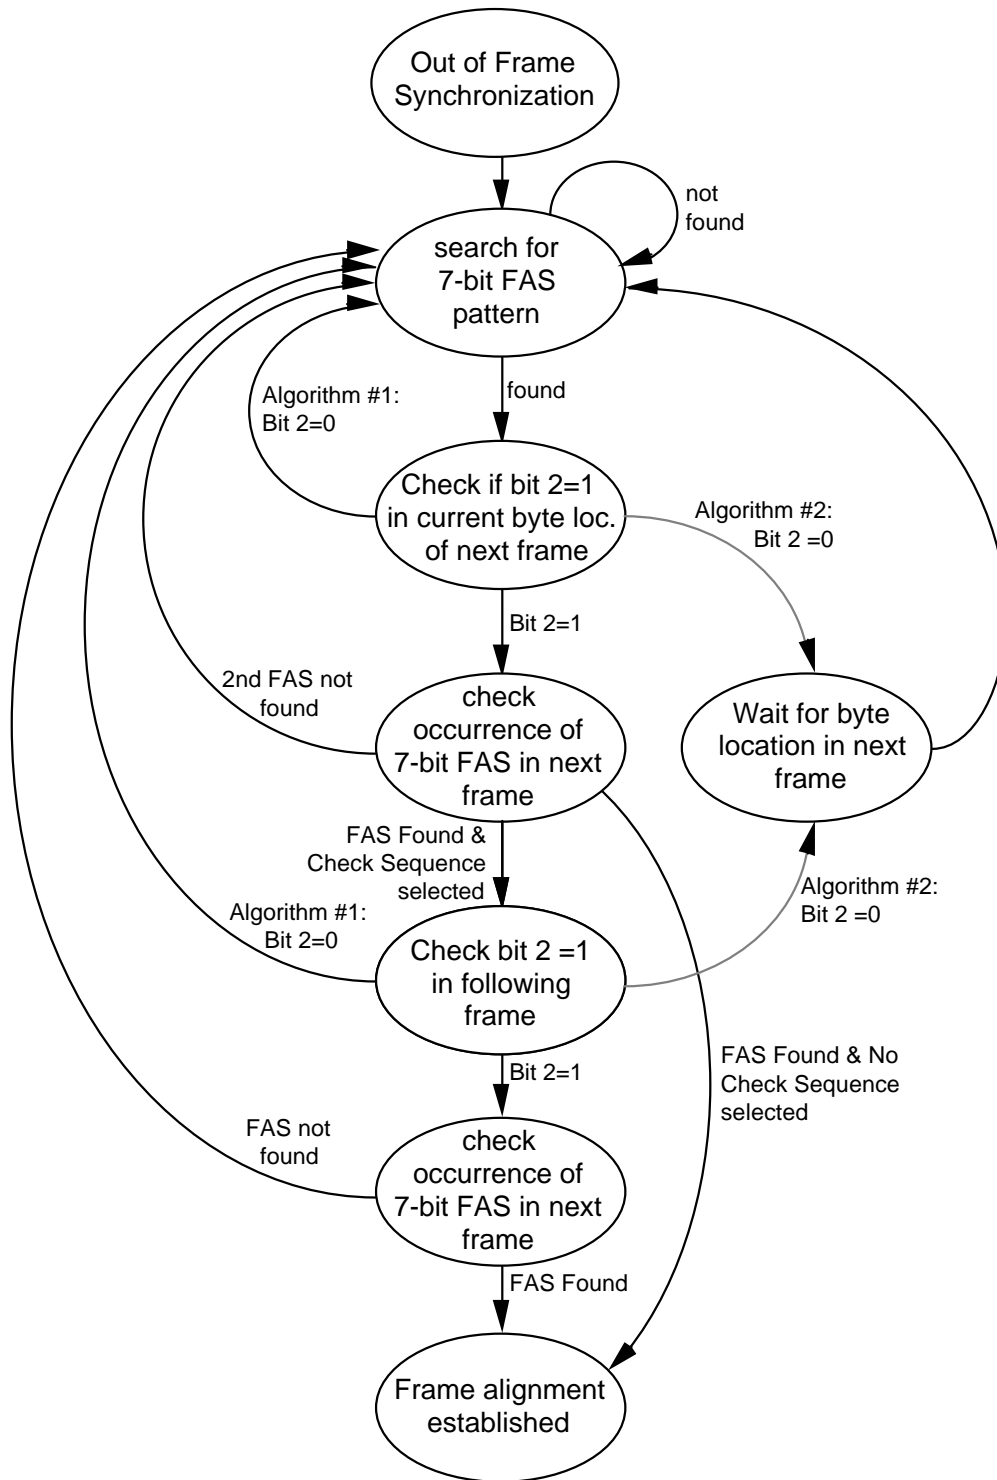 Out of Frame
Synchronization
not
found
search for
7-bit FAS
pattern
Algorithm #1:
Bit 2=0
found
Check if bit 2=1
in current byte loc.
of next frame
Algorithm #2:
Bit 2 =0
Bit 2=1
2nd FAS not
found
check
occurrence of
7-bit FAS in next
frame
Wait for byte
location in next
frame
FAS Found &
Check Sequence
selected
Algorithm #2:
Bit 2 =0
Algorithm #1:
Bit 2=0
Check bit 2 =1
in following
frame
FAS Found & No
Check Sequence
selected
Bit 2=1
FAS not
found
check
occurrence of
7-bit FAS in next
frame
FAS Found
Frame alignment
established